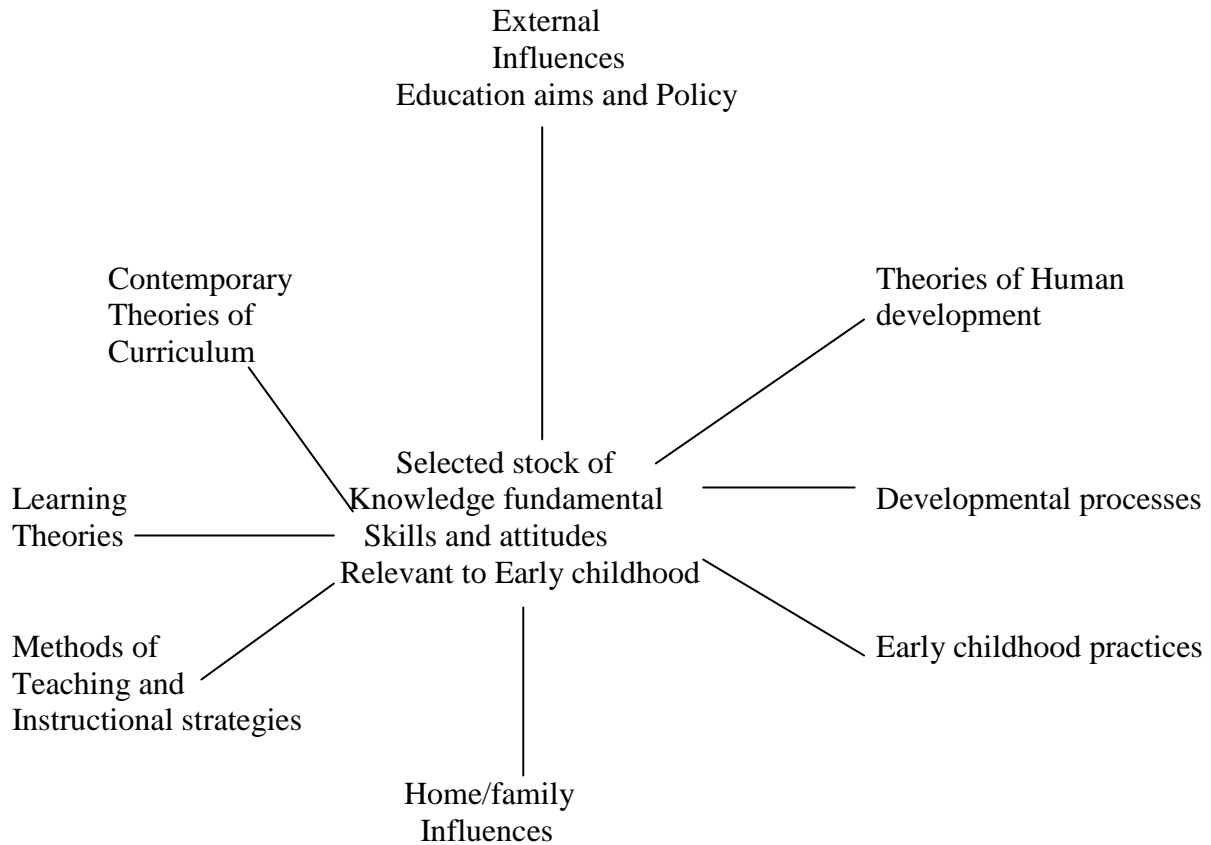 External
Influences
Education aims and Policy
Contemporary
Theories of
Curriculum
Theories of Human
development
Selected stock of
Knowledge fundamental
Skills and attitudes
Relevant to Early childhood
Learning
Theories
Developmental processes
Methods of
Teaching and
Instructional strategies
Early childhood practices
Home/family
Influences